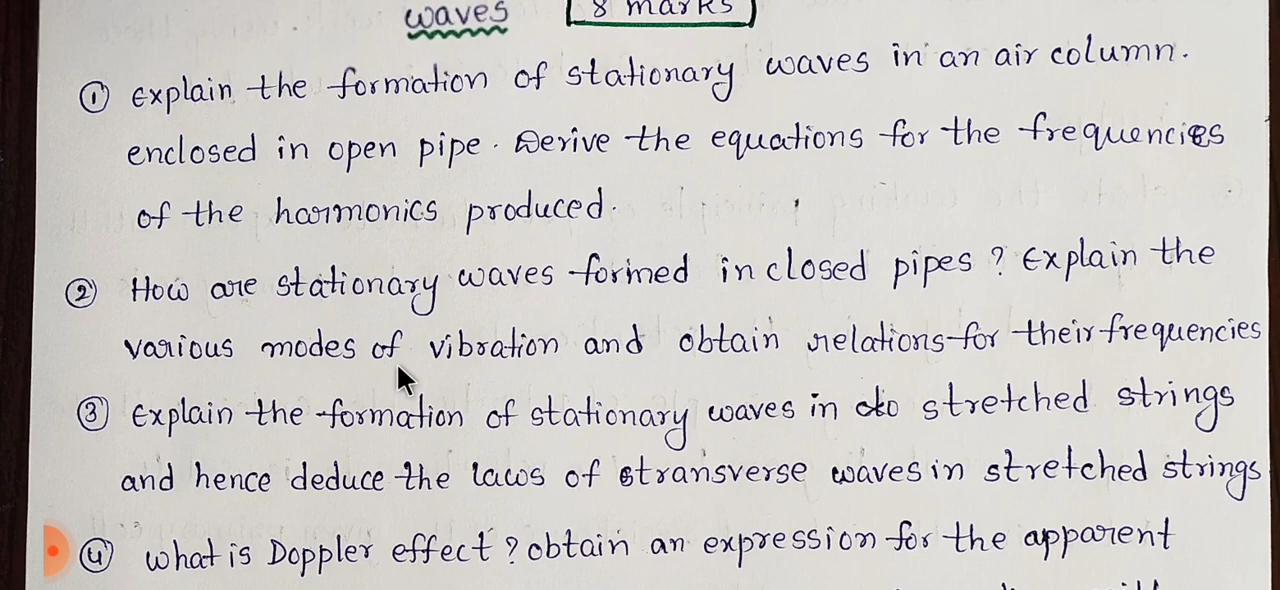 waves 8 marks
① Explain the formation of stationary waves in an air column.
enclosed in open pipe. Derive the equations for the frequencies
of the harmonics produced.
② How are stationary waves formed in closed pipes? Explain the
various modes of vibration and obtain relations for their frequencies
③ Explain the formation of stationary waves in stretched strings
and hence deduce the laws of transverse waves in stretched strings
④ what is Doppler effect? obtain an expression for the apparent